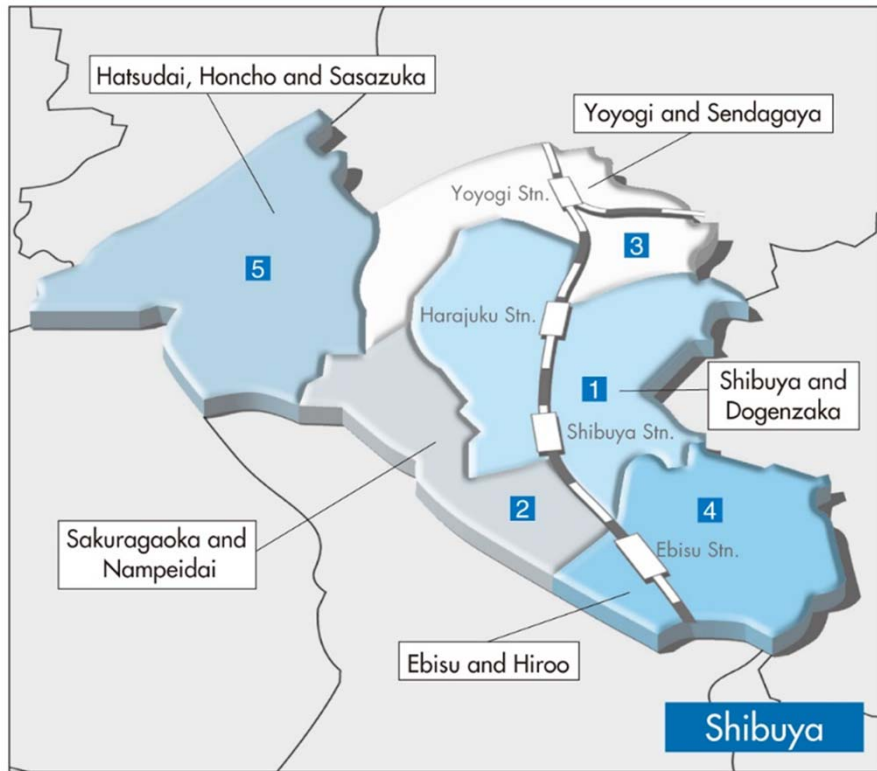 Hatsudai, Honcho and Sasazuka
Yoyogi and Sendagaya
Yoyogi Stn.
3
5
Harajuku Stn.
1
Shibuya and
Dogenzaka
Shibuya Stn.
2
4
Sakuragaoka and
Nampeidai
Ebisu Stn.
Ebisu and Hiroo
Shibuya